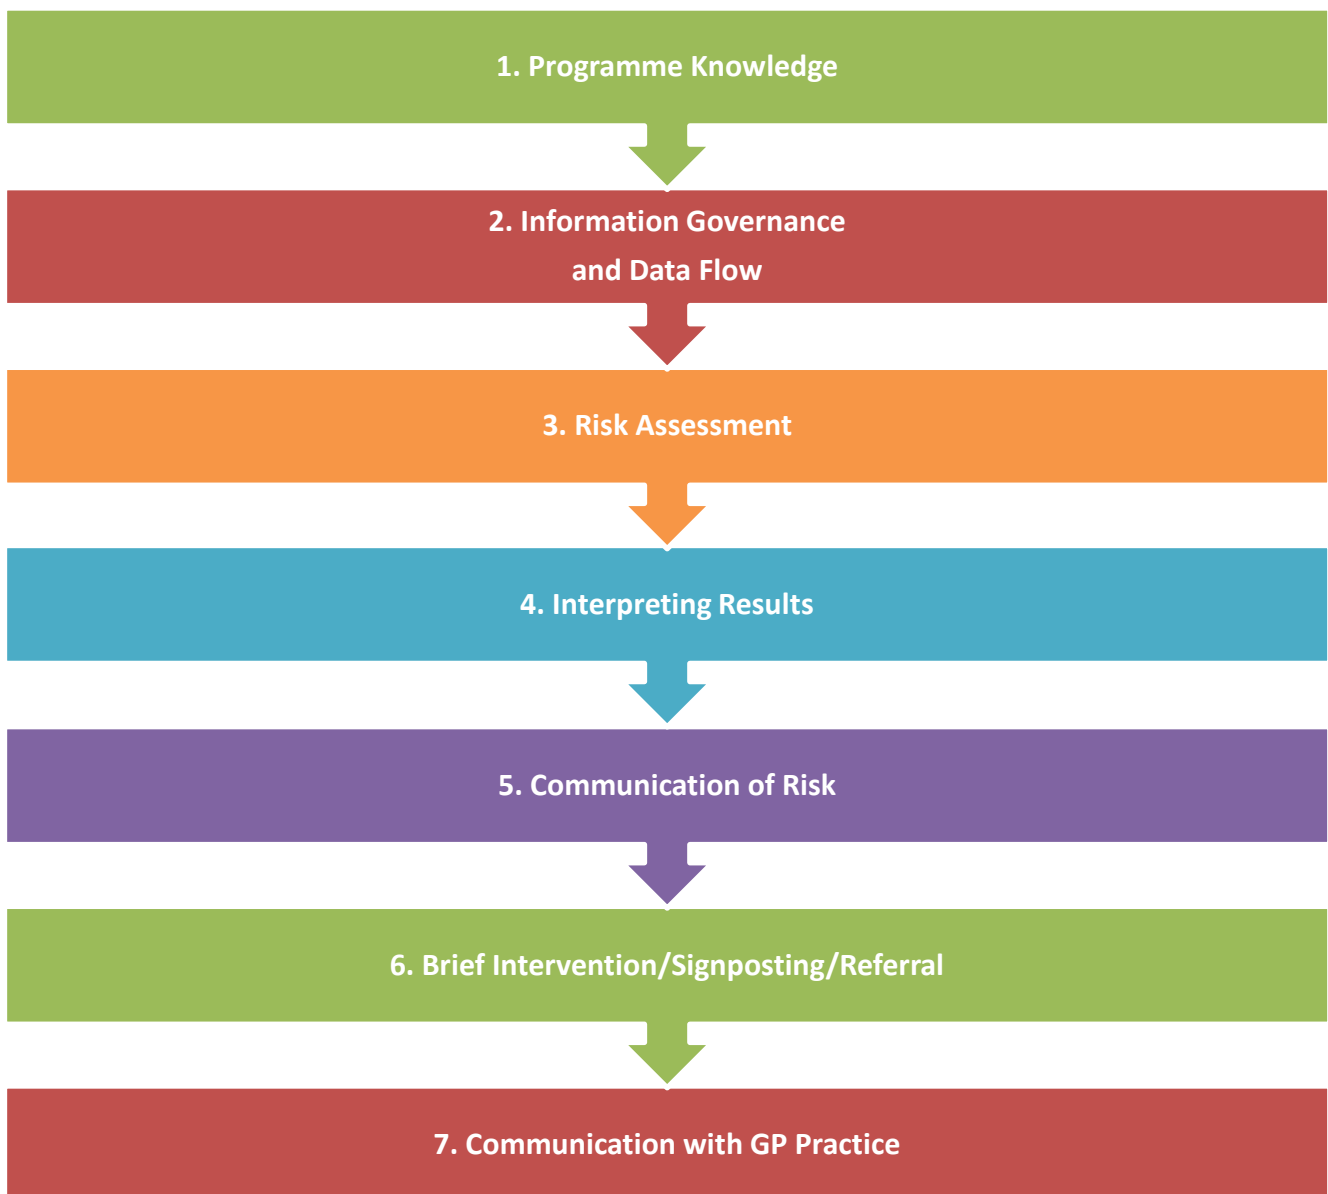 1. Programme Knowledge
2. Information Governance
and Data Flow
3. Risk Assessment
4. Interpreting Results
5. Communication of Risk
6. Brief Intervention/Signposting/Referral
7. Communication with GP Practice